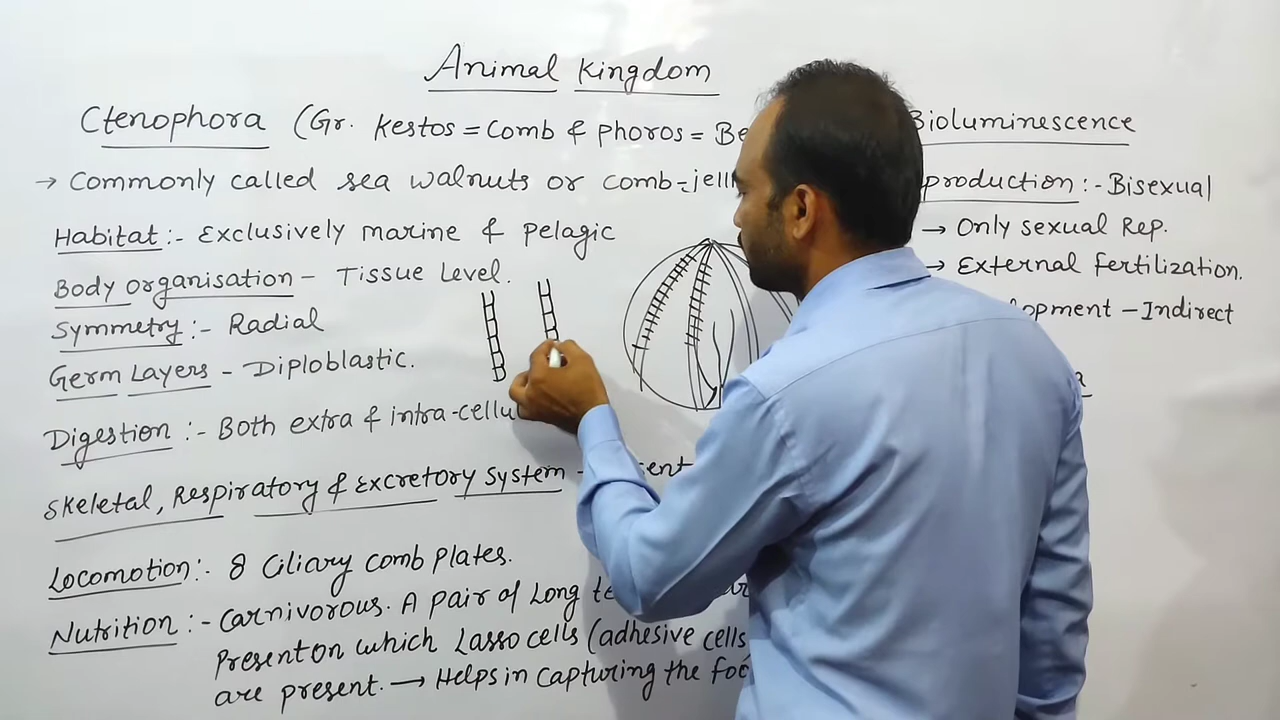 Animal Kingdom
Ctenophora (Gr. Kestos = Comb & phoros = Be
→ Commonly called sea walnuts or comb-jell
Habitat :- Exclusively marine & pelagic
Body organisation - Tissue Level.
Symmetry :- Radial
Germ Layers - Diploblastic.
Digestion :- Both extra & intra-cellu
Skeletal, Respiratory & Excretory System - sent
Locomotion :- 8 Ciliary comb plates.
Nutrition :- Carnivorous. A pair of Long te
Present on which Lasso cells (adhesive cells
are present. → Helps in capturing the foo
Bioluminescence
production :- Bisexual
→ Only sexual Rep.
→ External fertilization.
opment - Indirect